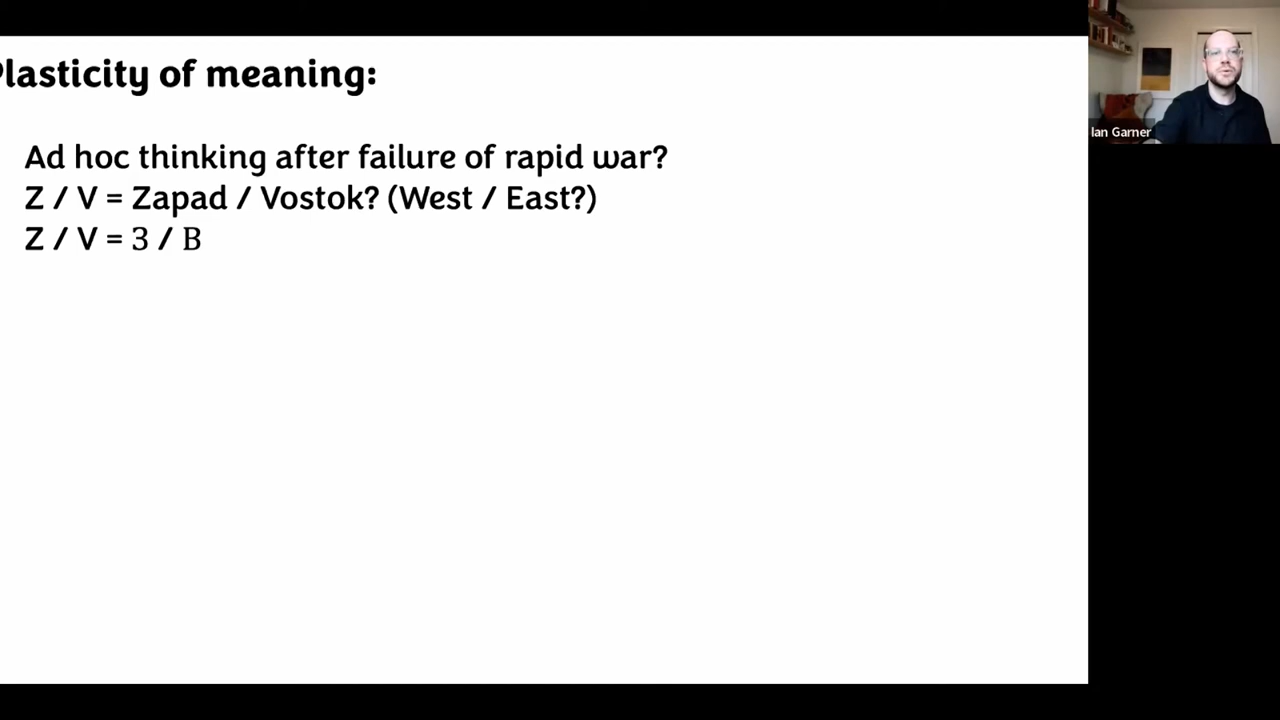 Plasticity of meaning:
Ad hoc thinking after failure of rapid war?
Z / V = Zapad / Vostok? (West / East?)
Z / V = З / В
Ian Garner